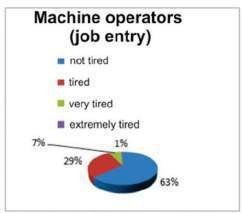 Machine operators
(job entry)
not tired
tired
very tired
extremely tired
7%
1%
29%
63%